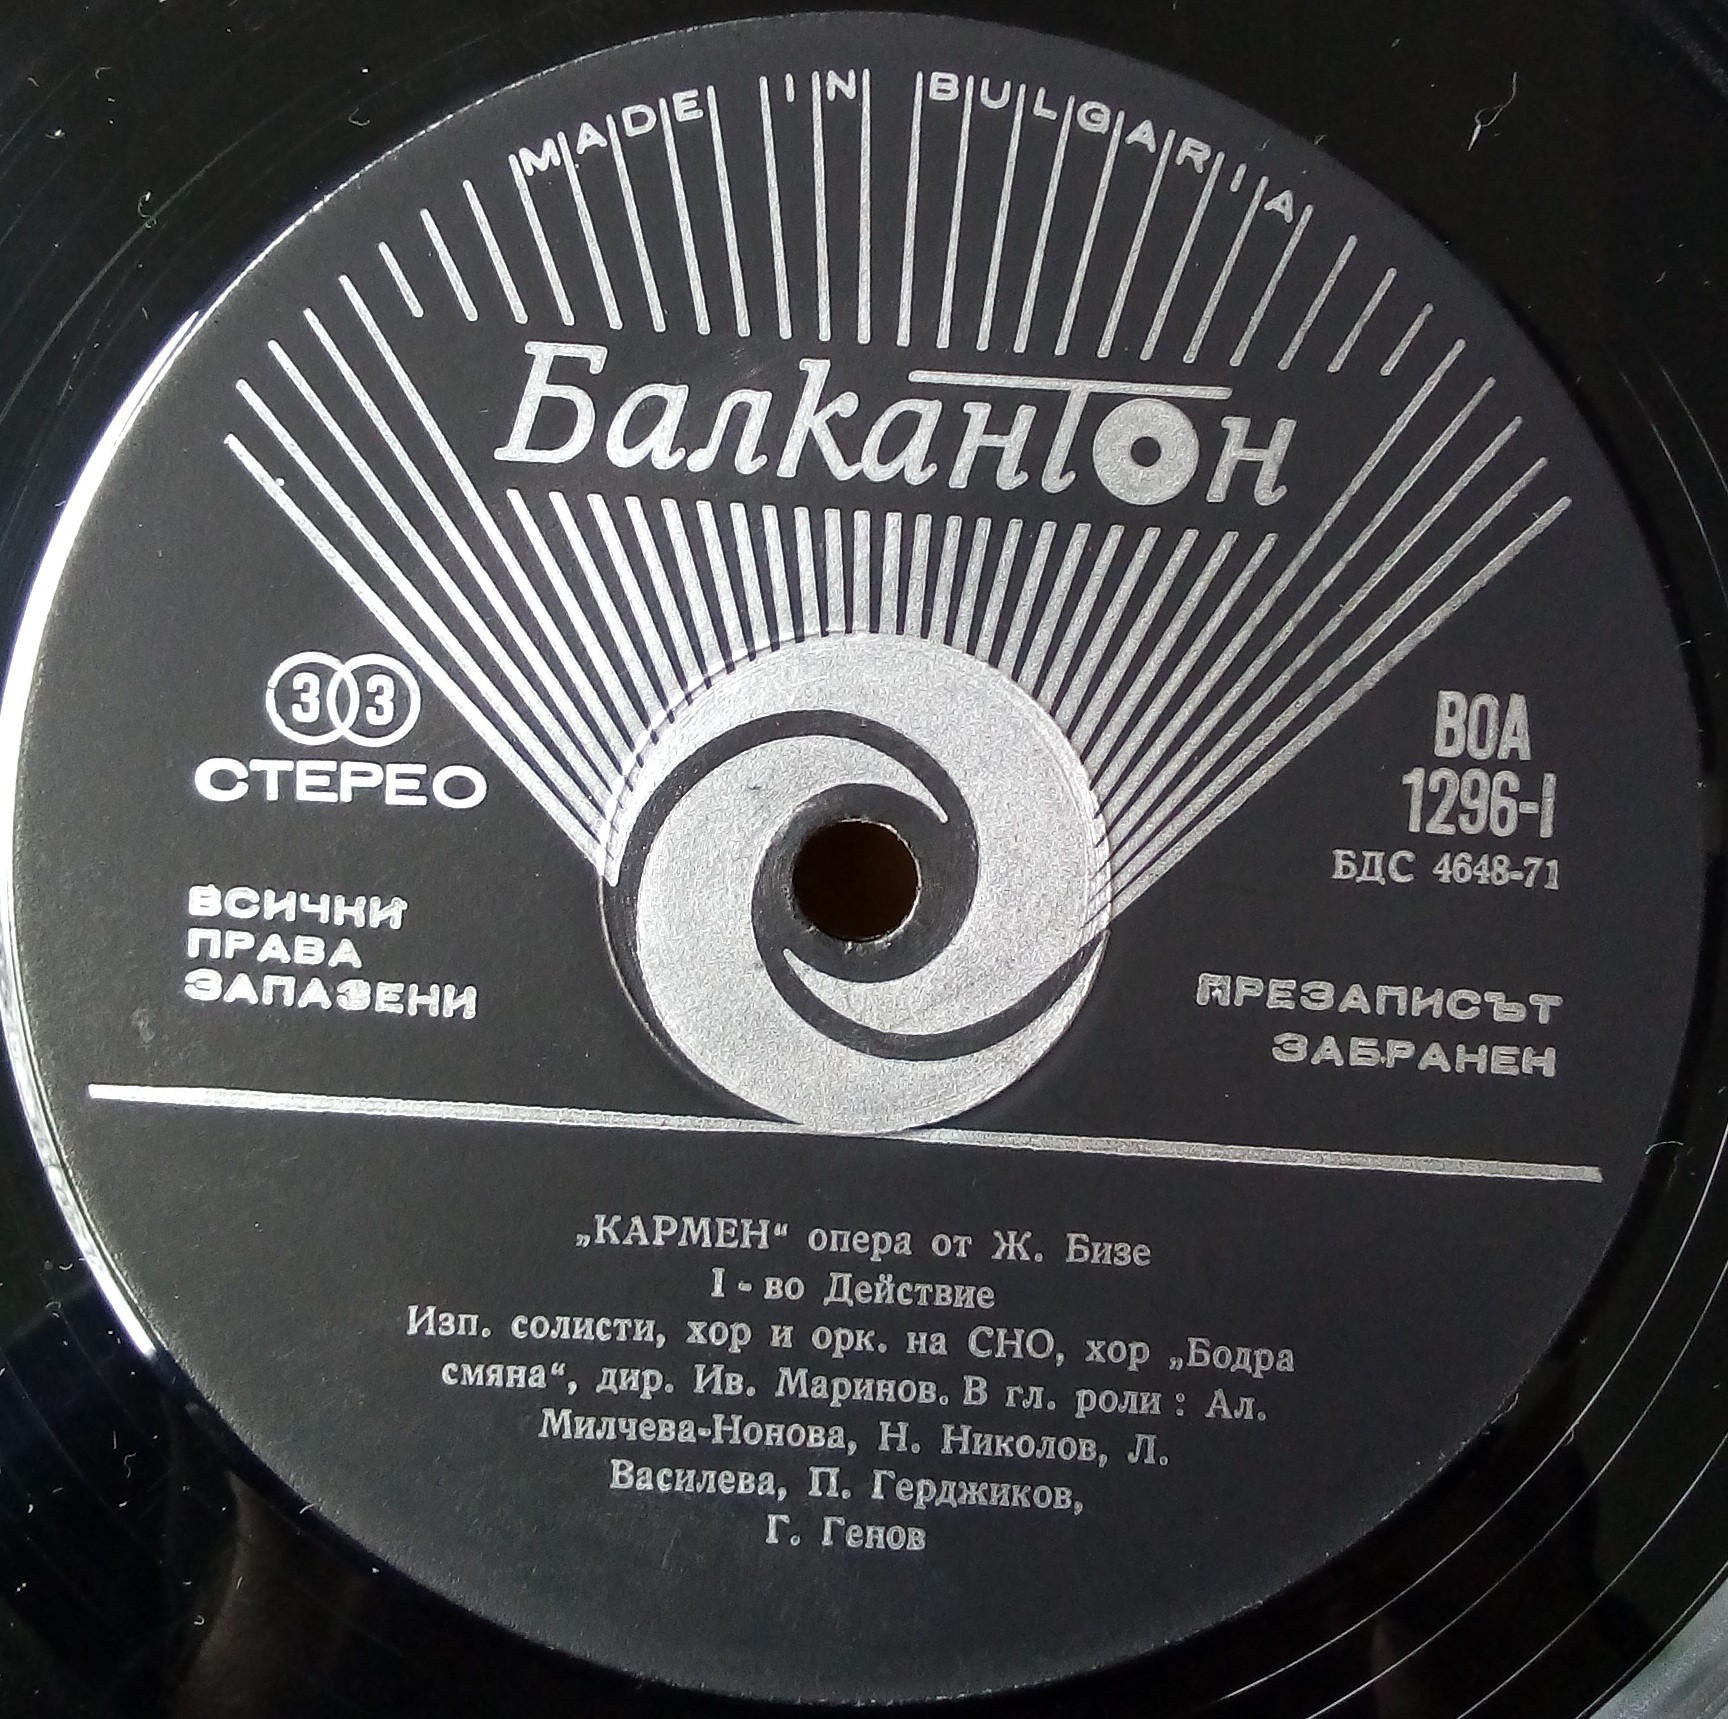 MADE IN BULGARIA
Балкантон
33
СТЕРЕО
ВОА
1296-I
БДС 4648-71
ВСИЧКИ
ПРАВА
ЗАПАЗЕНИ
ПРЕЗАПИСЪТ
ЗАБРАНЕН
„КАРМЕН“ опера от Ж. Бизе
I - во Действие
Изп. солисти, хор и орк. на СНО, хор „Бодра
смяна“, дир. Ив. Маринов. В гл. роли : Ал.
Милчева-Нонова, Н. Николов, Л.
Василева, П. Герджиков,
Г. Генов